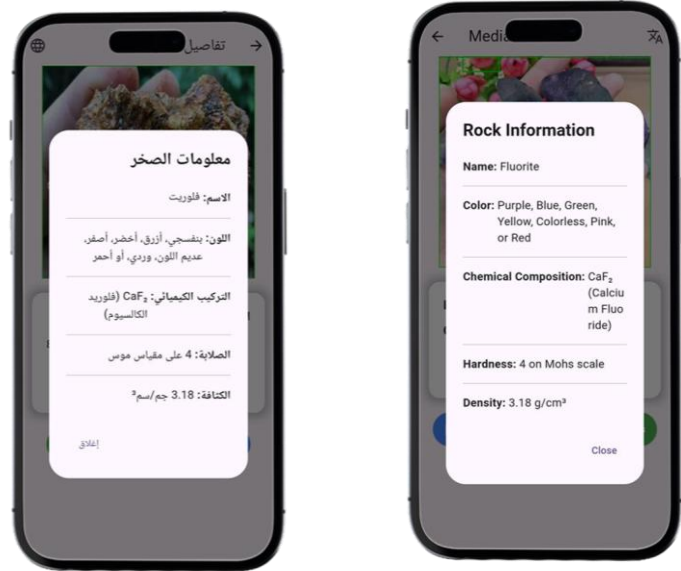 تفاصيل
معلومات الصخر
الاسم: فلوريت
اللون: بنفسجي، أزرق، أخضر، أصفر،
عديم اللون، وردي، أو أحمر
التركيب الكيميائي: CaF₂ (فلوريد
الكالسيوم)
الصلابة: 4 على مقياس موس
الكثافة: 3.18 جم/سم³
إغلاق
Media
Rock Information
Name: Fluorite
Color: Purple, Blue, Green,
Yellow, Colorless, Pink,
or Red
Chemical Composition: CaF₂
(Calciu
m Fluo
ride)
Hardness: 4 on Mohs scale
Density: 3.18 g/cm³
Close